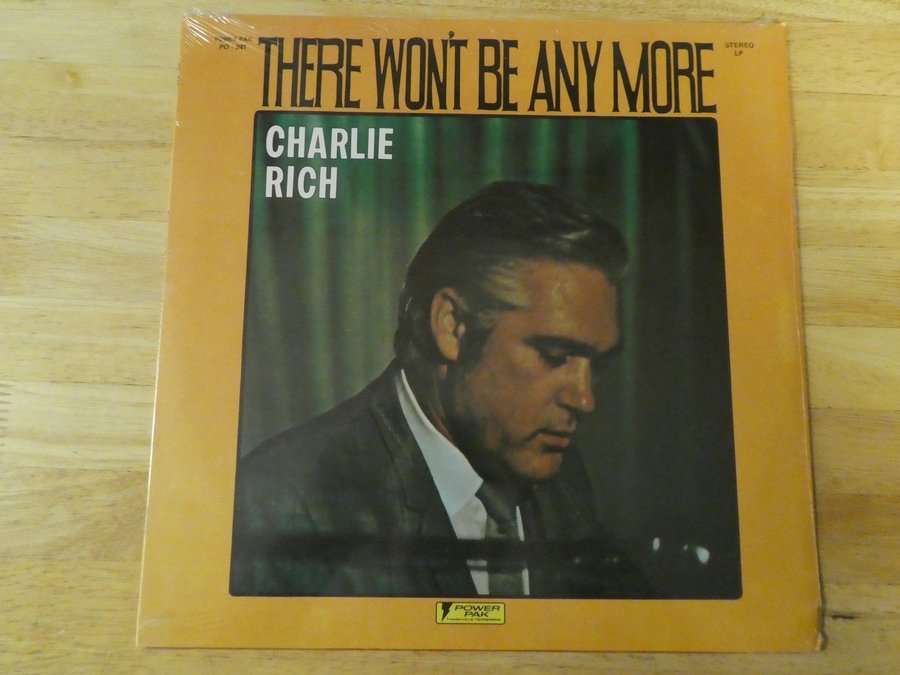 POWER PAK
PO - 241
THERE WON'T BE ANY MORE
STEREO
LP
CHARLIE
RICH
POWER
PAK